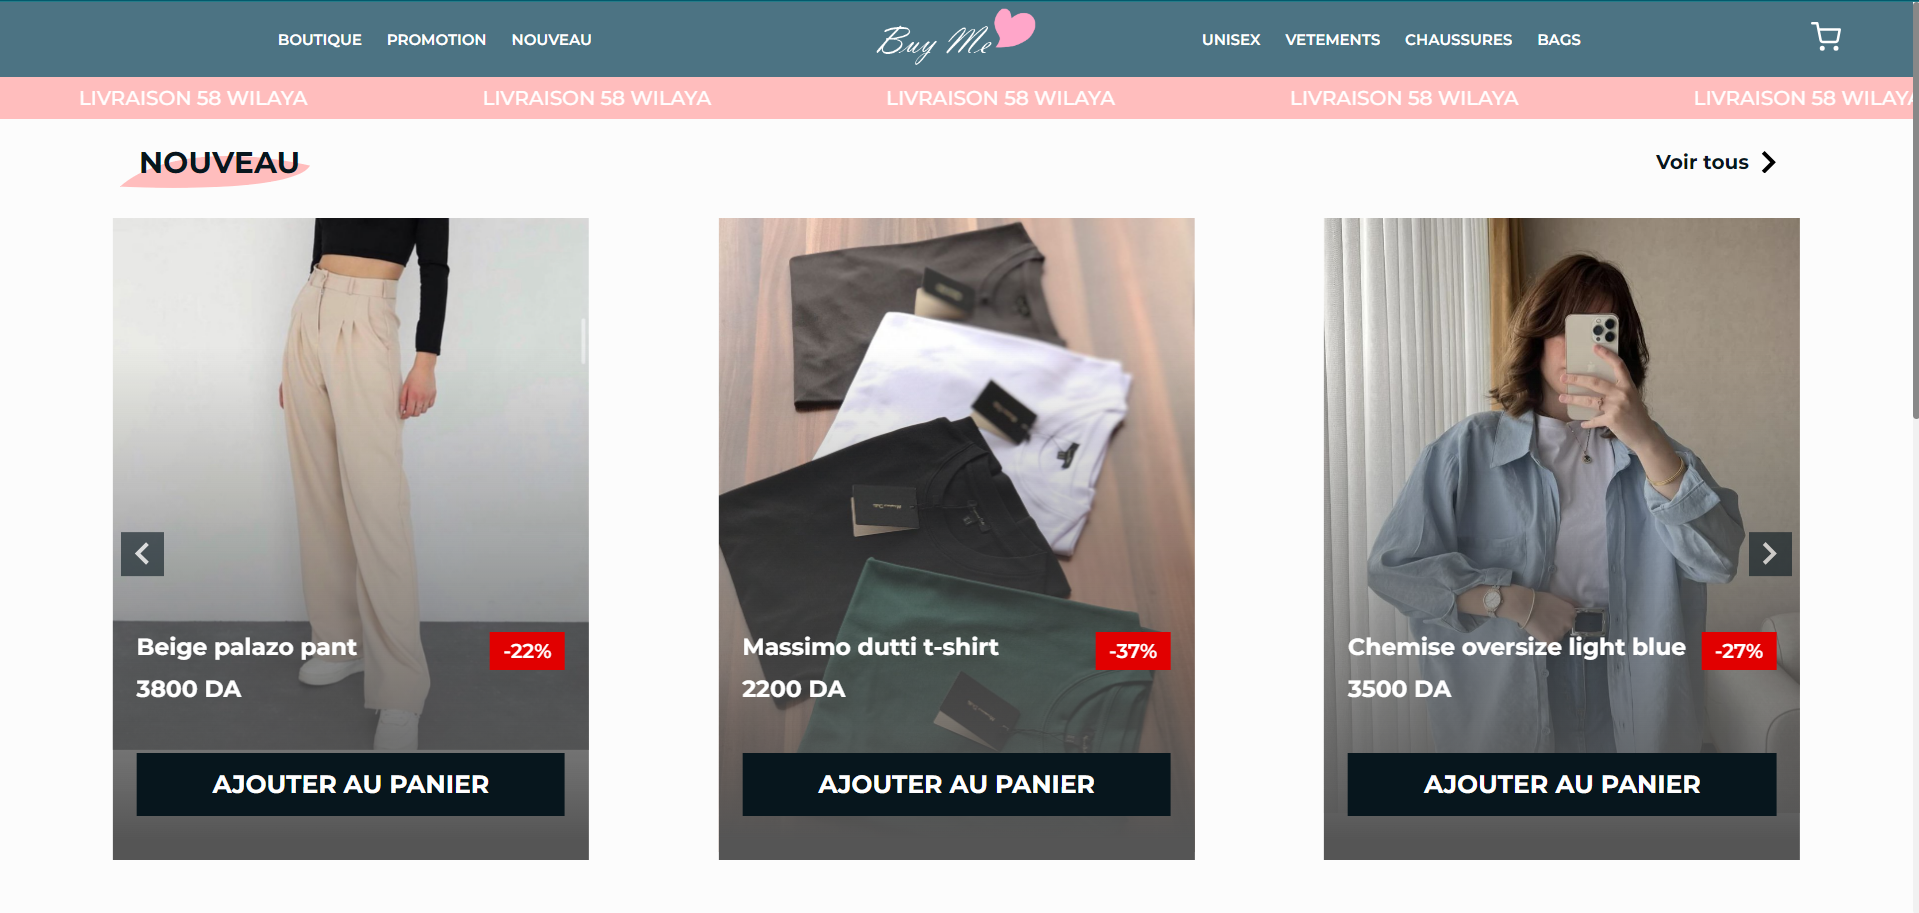 BOUTIQUE PROMOTION NOUVEAU Buy Me UNISEX VETEMENTS CHAUSSURES BAGS
LIVRAISON 58 WILAYA LIVRAISON 58 WILAYA LIVRAISON 58 WILAYA LIVRAISON 58 WILAYA LIVRAISON 58 WILAYA
NOUVEAU Voir tous
Beige palazo pant -22%
3800 DA
AJOUTER AU PANIER
Massimo dutti t-shirt -37%
2200 DA
AJOUTER AU PANIER
Chemise oversize light blue -27%
3500 DA
AJOUTER AU PANIER